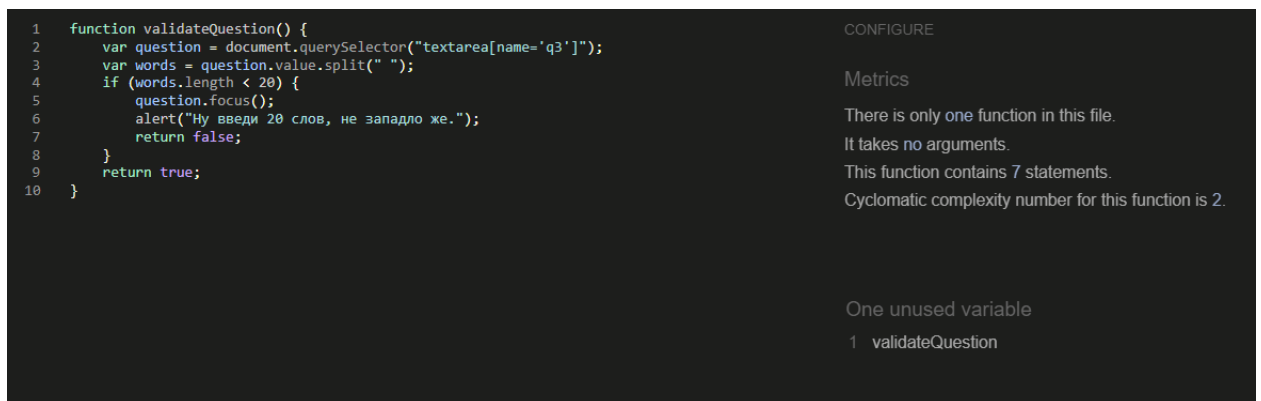 1 function validateQuestion() {
2 var question = document.querySelector("textarea[name='q3']");
3 var words = question.value.split(" ");
4 if (words.length < 20) {
5 question.focus();
6 alert("Ну введи 20 слов, не западло же.");
7 return false;
8 }
9 return true;
10 }
CONFIGURE
Metrics
There is only one function in this file.
It takes no arguments.
This function contains 7 statements.
Cyclomatic complexity number for this function is 2.
One unused variable
1 validateQuestion